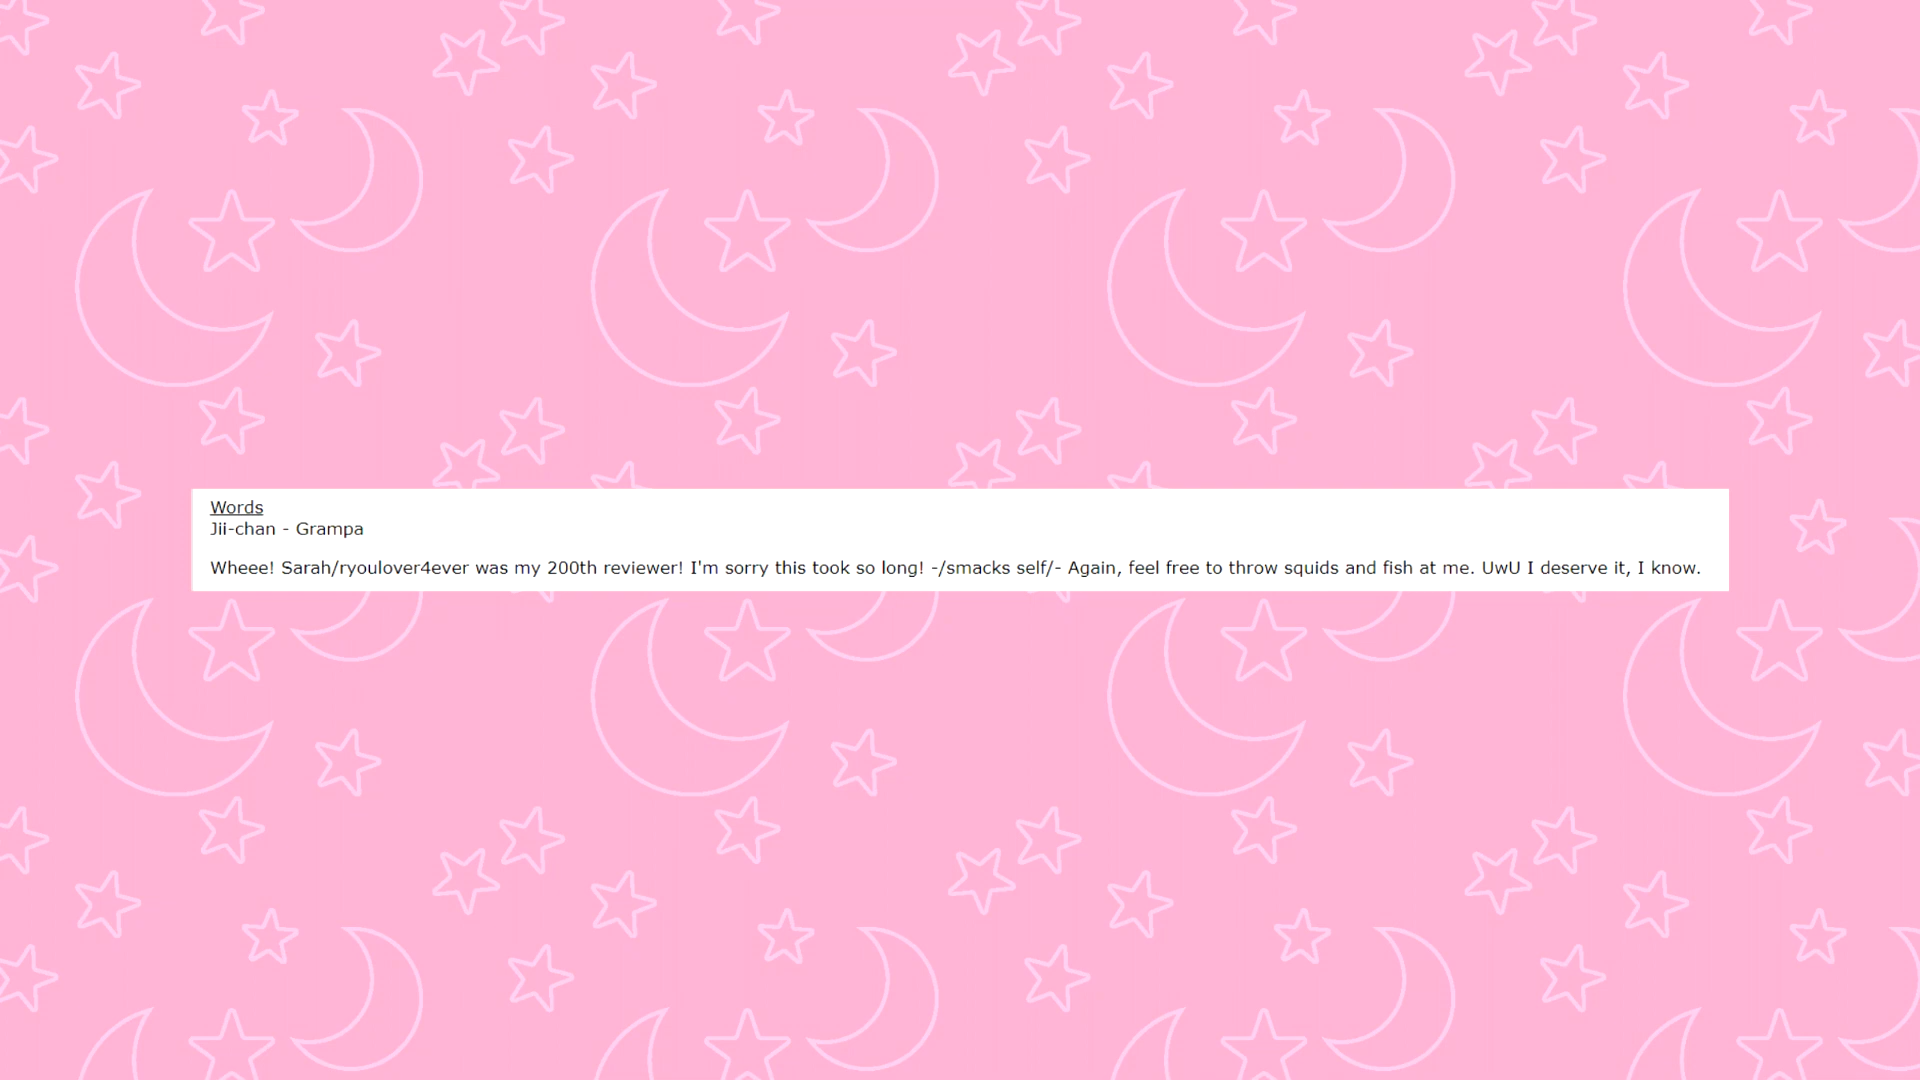 Words
Jii-chan - Grampa
Wheee! Sarah/ryoulover4ever was my 200th reviewer! I'm sorry this took so long! -/smacks self/- Again, feel free to throw squids and fish at me. UwU I deserve it, I know.